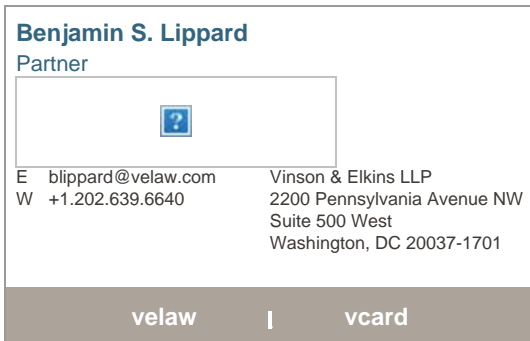 Benjamin S. Lippard
Partner
E blippard@velaw.com
W +1.202.639.6640
Vinson & Elkins LLP
2200 Pennsylvania Avenue NW
Suite 500 West
Washington, DC 20037-1701
velaw | vcard